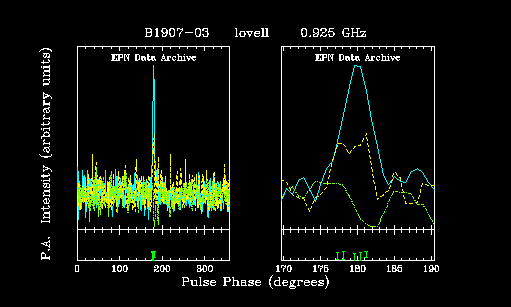 B1907-03 lovell 0.925 GHz
EPN Data Archive EPN Data Archive
P.A. Intensity (arbitrary units)
0 100 200 300 170 175 180 185 190
Pulse Phase (degrees)